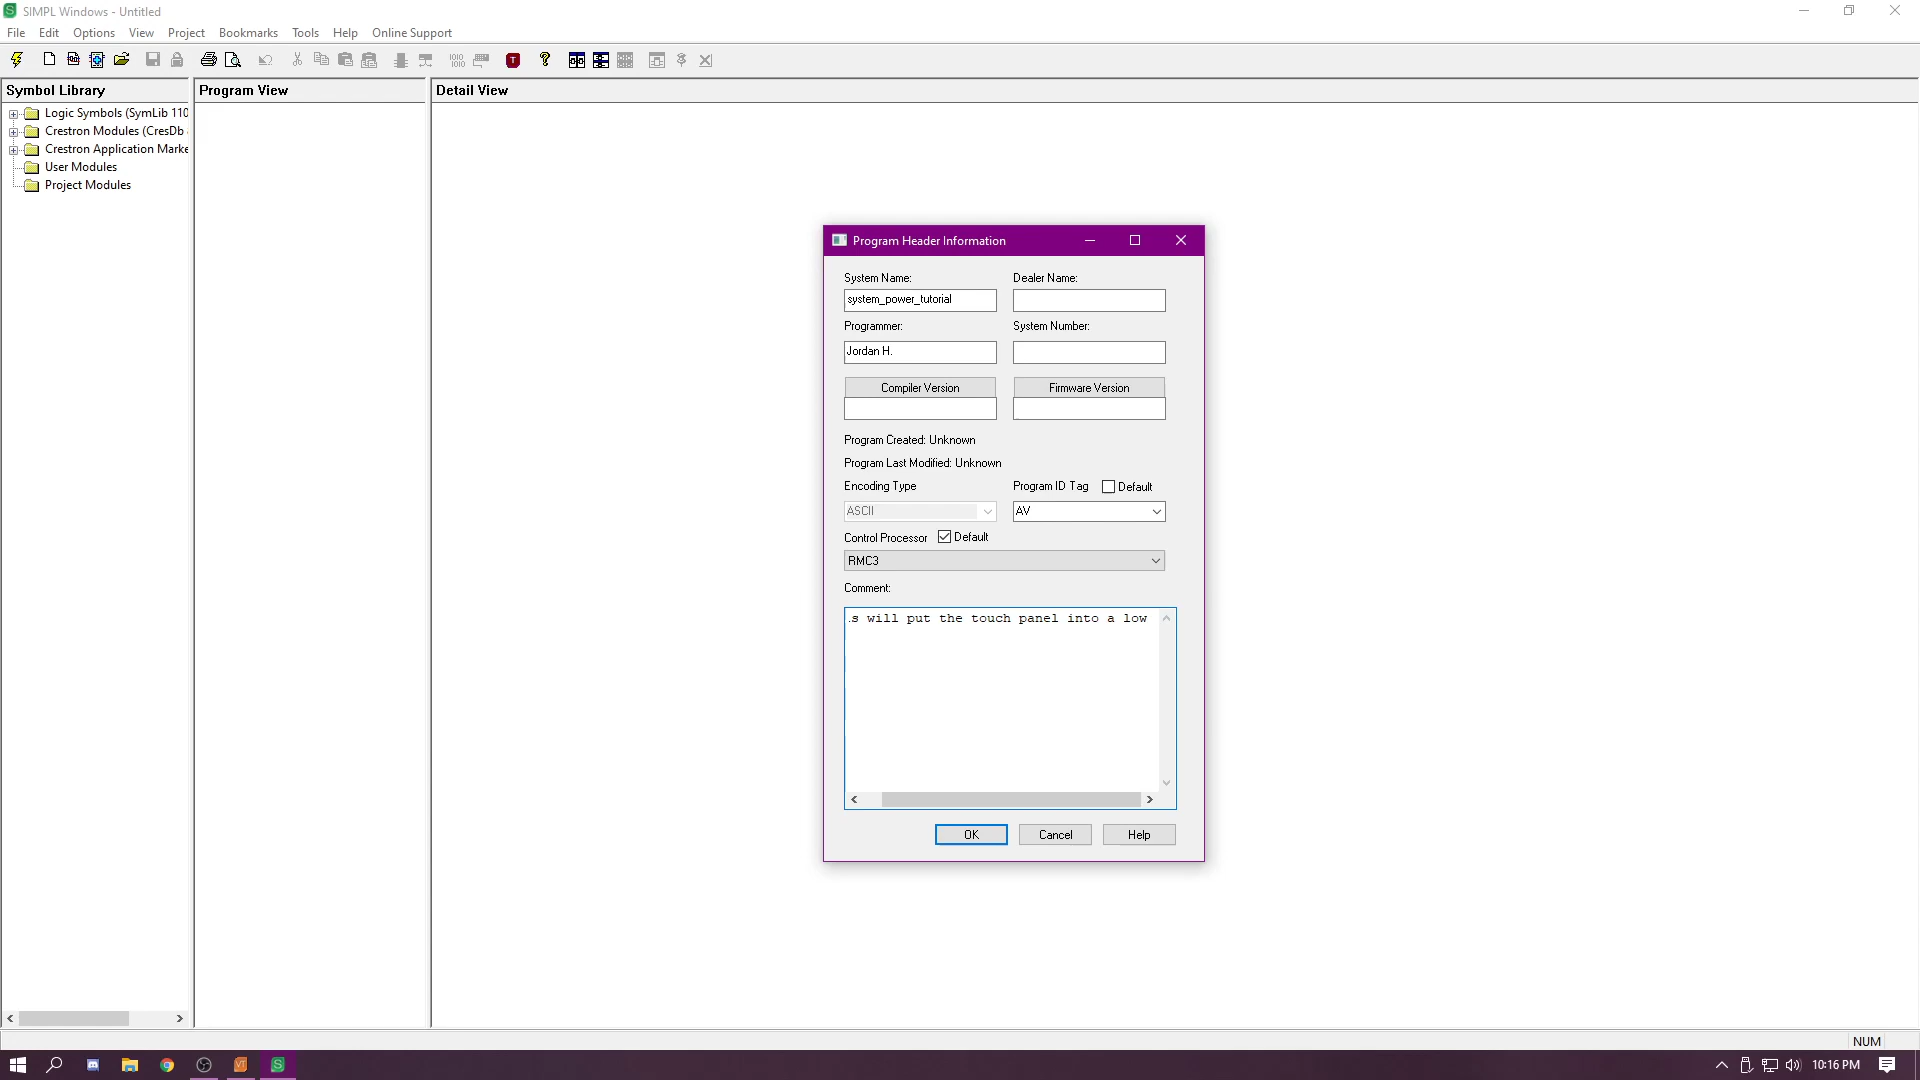 SIMPL Windows - Untitled
File Edit Options View Project Bookmarks Tools Help Online Support
Symbol Library
Program View
Detail View
Logic Symbols (SymLib 110
Crestron Modules (CresDb
Crestron Application Marke
User Modules
Project Modules
Program Header Information
System Name:
Dealer Name:
system_power_tutorial
Programmer:
System Number:
Jordan H.
Compiler Version
Firmware Version
Program Created: Unknown
Program Last Modified: Unknown
Encoding Type
Program ID Tag
Default
ASCII
AV
Control Processor
Default
RMC3
Comment:
.s will put the touch panel into a low
OK
Cancel
Help
NUM
10:16 PM